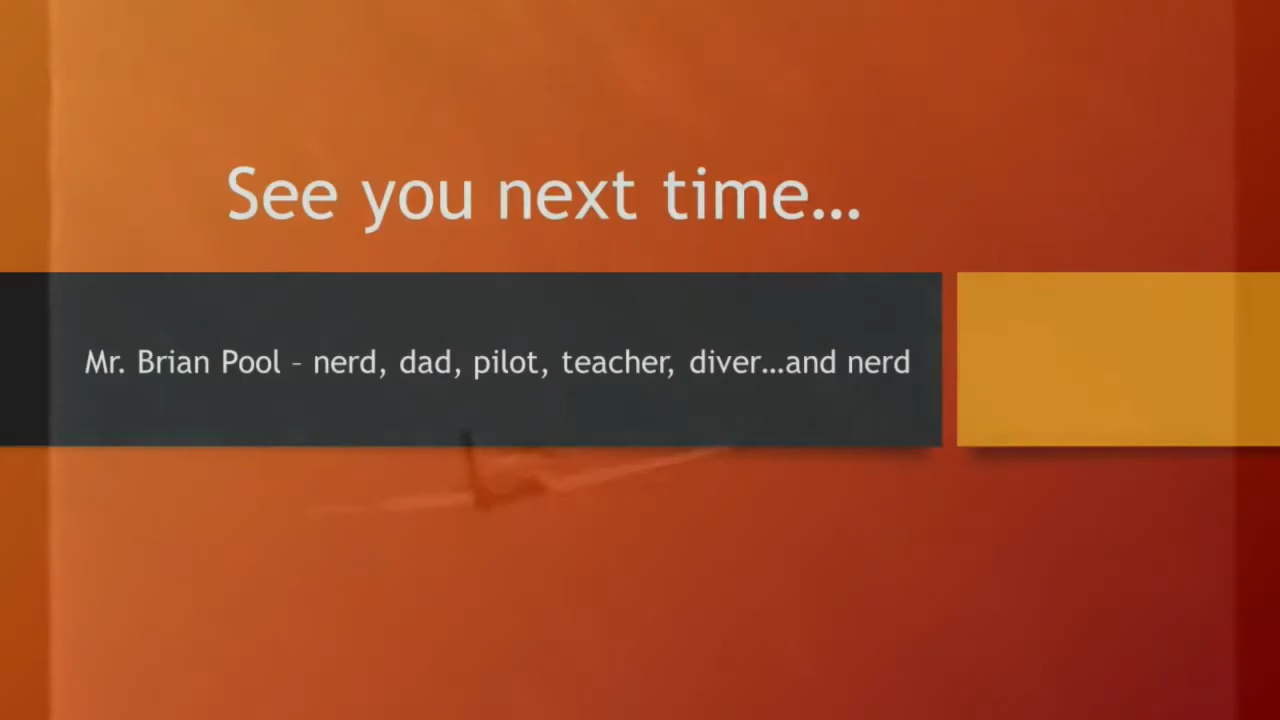 See you next time…
Mr. Brian Pool – nerd, dad, pilot, teacher, diver…and nerd